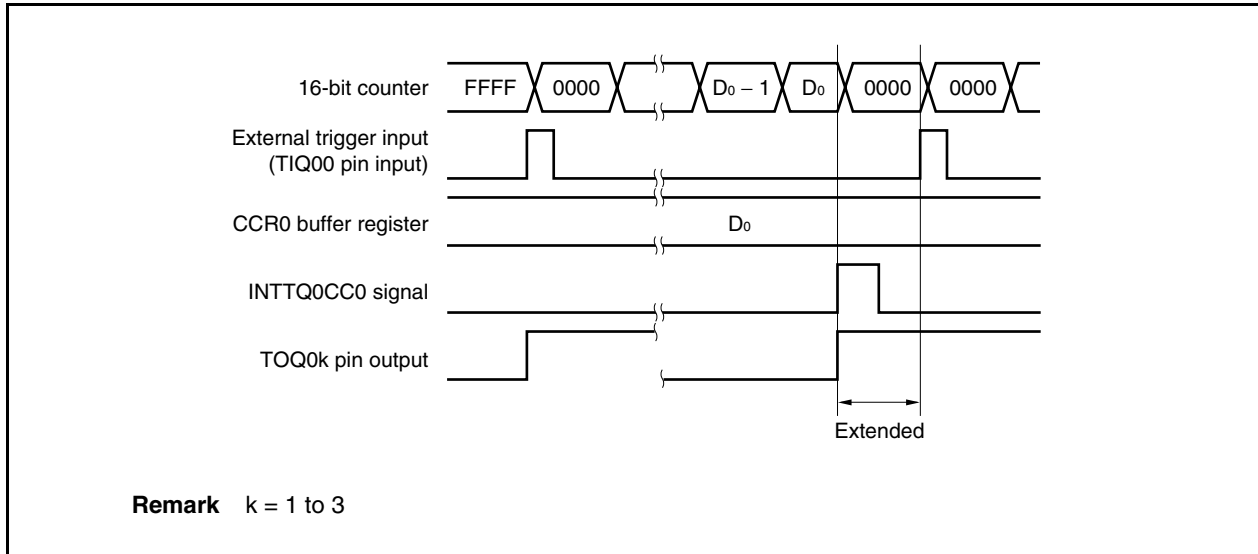 16-bit counter FFFF 0000 D₀ − 1 D₀ 0000 0000
External trigger input
(TIQ00 pin input)
CCR0 buffer register D₀
INTTQ0CC0 signal
TOQ0k pin output
Extended
Remark k = 1 to 3